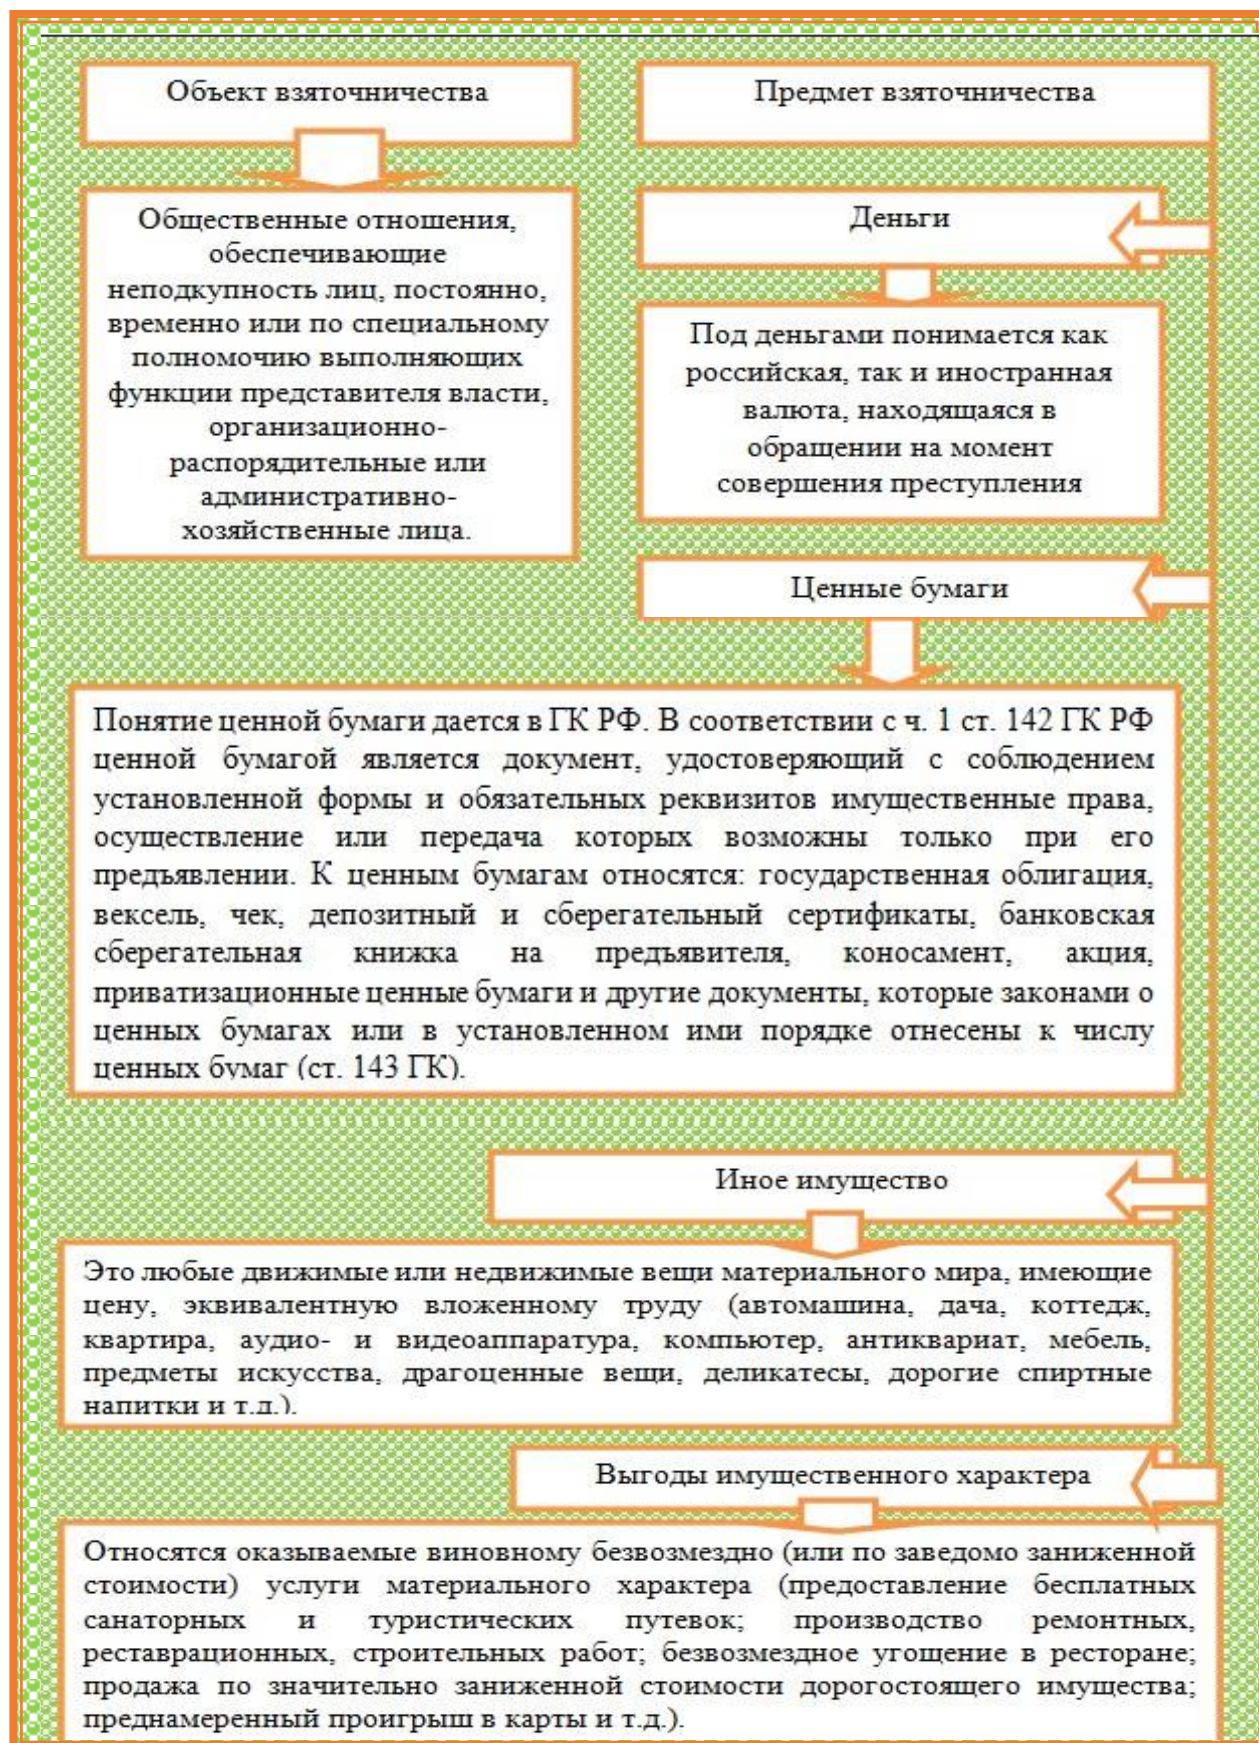 Объект взяточничества
Общественные отношения,
обеспечивающие
неподкупность лиц, постоянно,
временно или по специальному
полномочию выполняющих
функции представителя власти,
организационно-
распорядительные или
административно-
хозяйственные лица.
Предмет взяточничества
Деньги
Под деньгами понимается как
российская, так и иностранная
валюта, находящаяся в
обращении на момент
совершения преступления
Ценные бумаги
Понятие ценной бумаги дается в ГК РФ. В соответствии с ч. 1 ст. 142 ГК РФ
ценной бумагой является документ, удостоверяющий с соблюдением
установленной формы и обязательных реквизитов имущественные права,
осуществление или передача которых возможны только при его
предъявлении. К ценным бумагам относятся: государственная облигация,
вексель, чек, депозитный и сберегательный сертификаты, банковская
сберегательная книжка на предъявителя, коносамент, акция,
приватизационные ценные бумаги и другие документы, которые законами о
ценных бумагах или в установленном ими порядке отнесены к числу
ценных бумаг (ст. 143 ГК).
Иное имущество
Это любые движимые или недвижимые вещи материального мира, имеющие
цену, эквивалентную вложенному труду (автомашина, дача, коттедж,
квартира, аудио- и видеоаппаратура, компьютер, антиквариат, мебель,
предметы искусства, драгоценные вещи, деликатесы, дорогие спиртные
напитки и т.д.).
Выгоды имущественного характера
Относятся оказываемые виновному безвозмездно (или по заведомо заниженной
стоимости) услуги материального характера (предоставление бесплатных
санаторных и туристических путевок; производство ремонтных,
реставрационных, строительных работ; безвозмездное угощение в ресторане;
продажа по значительно заниженной стоимости дорогостоящего имущества;
преднамеренный проигрыш в карты и т.д.).